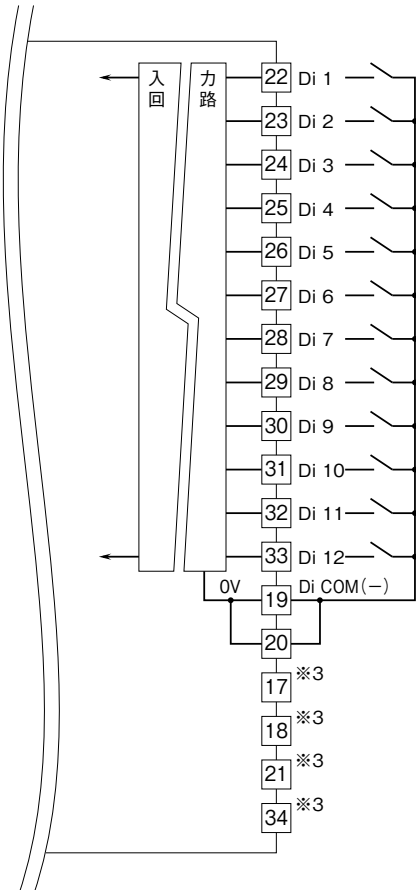 入力
回路
22 Di 1
23 Di 2
24 Di 3
25 Di 4
26 Di 5
27 Di 6
28 Di 7
29 Di 8
30 Di 9
31 Di 10
32 Di 11
33 Di 12
0V 19 Di COM(−)
20
17 ※3
18 ※3
21 ※3
34 ※3